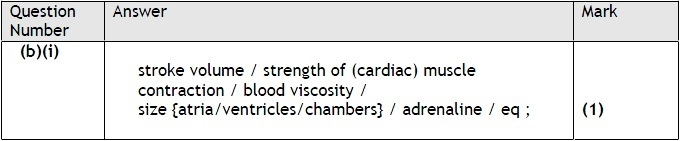 Question Number
Answer
Mark
(b)(i)
stroke volume / strength of (cardiac) muscle
contraction / blood viscosity /
size {atria/ventricles/chambers} / adrenaline / eq ;
(1)